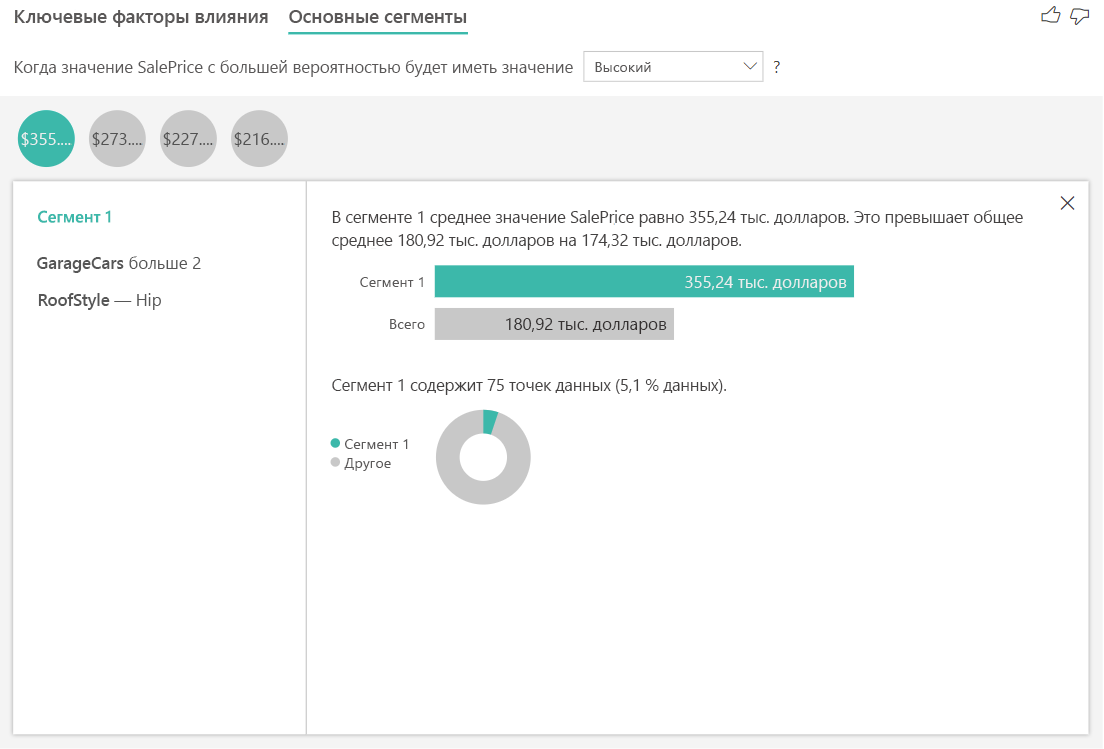 Ключевые факторы влияния Основные сегменты
Когда значение SalePrice с большей вероятностью будет иметь значение Высокий ?
$355.... $273.... $227.... $216....
Сегмент 1
GarageCars больше 2
RoofStyle — Hip
В сегменте 1 среднее значение SalePrice равно 355,24 тыс. долларов. Это превышает общее
среднее 180,92 тыс. долларов на 174,32 тыс. долларов.
Сегмент 1 355,24 тыс. долларов
Всего 180,92 тыс. долларов
Сегмент 1 содержит 75 точек данных (5,1 % данных).
Сегмент 1
Другое